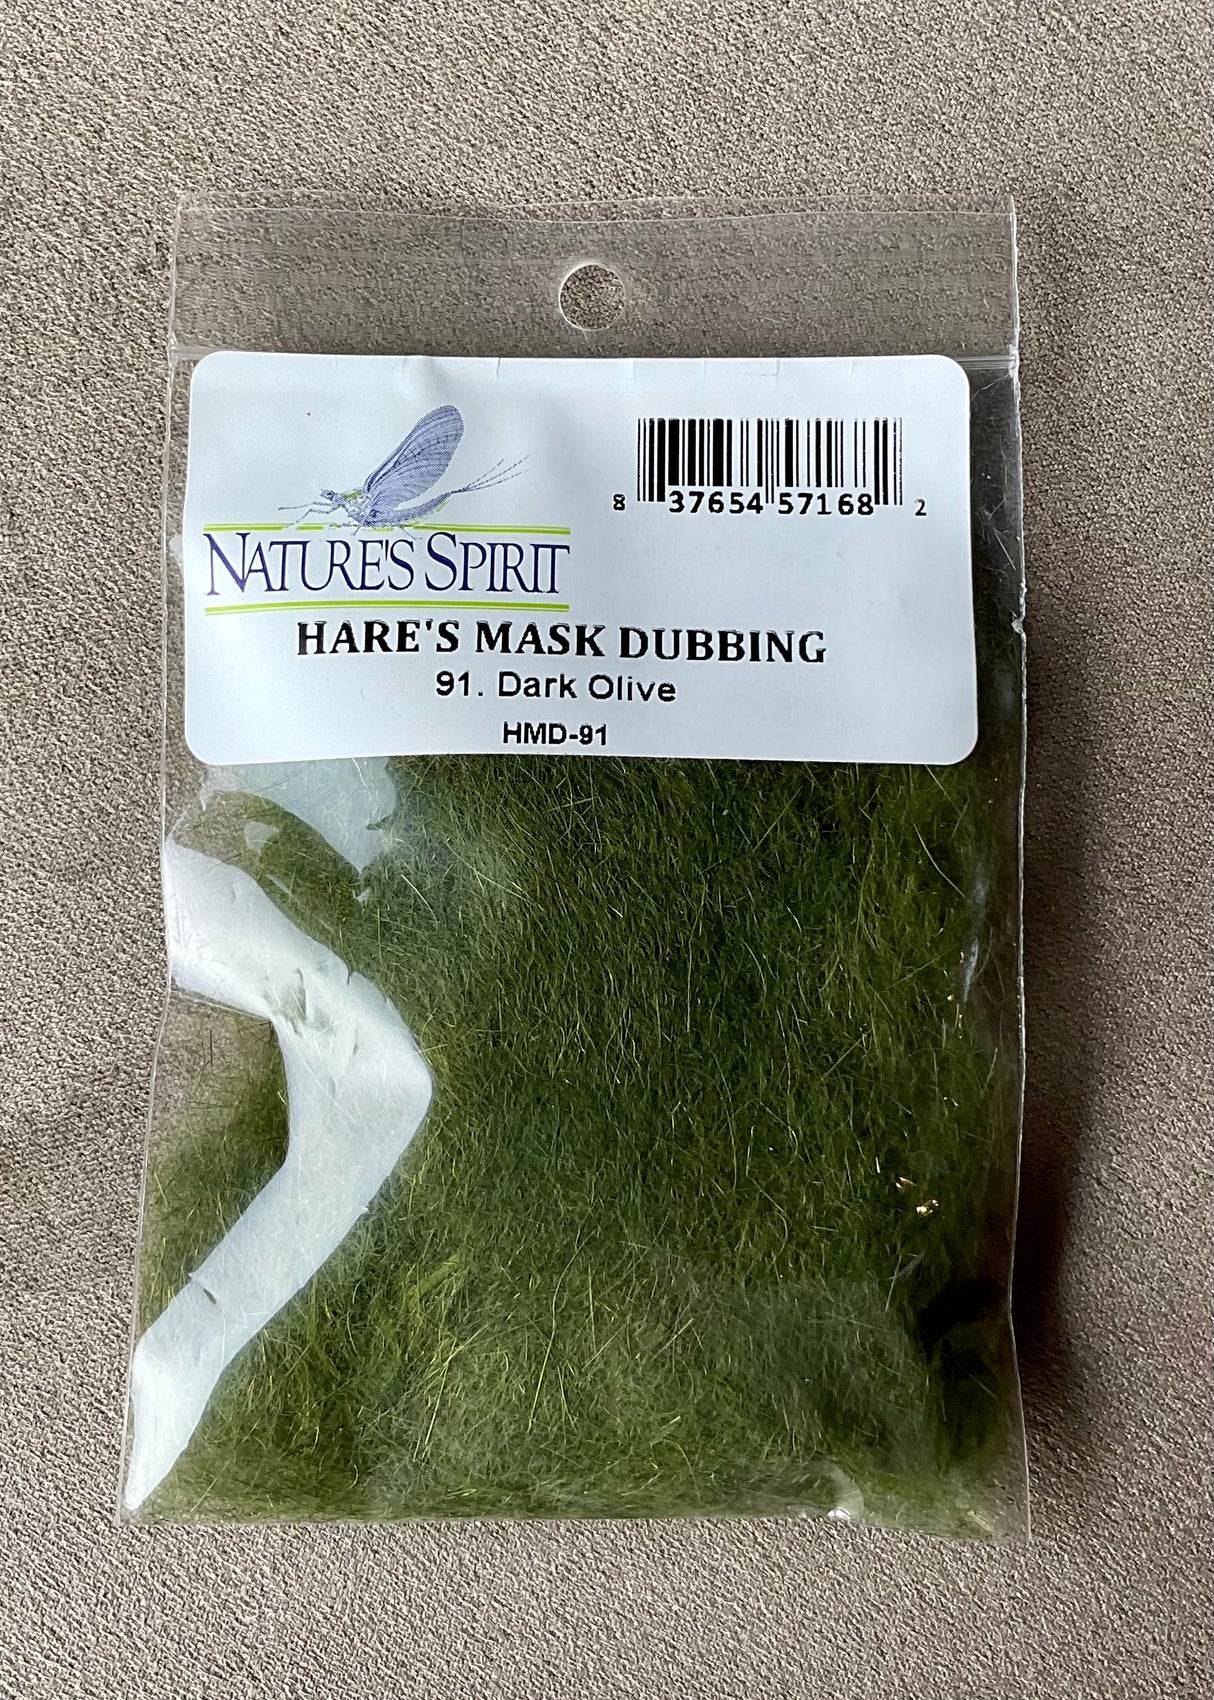 8 37654 57168 2
NATURE'S SPIRIT
HARE'S MASK DUBBING
91. Dark Olive
HMD-91